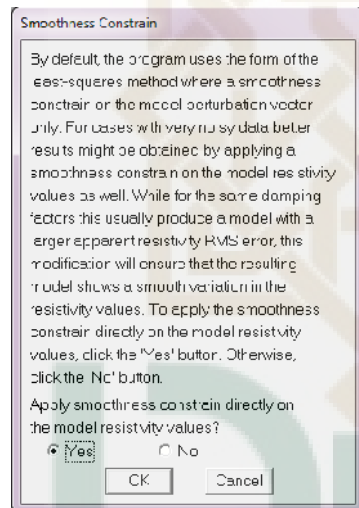 Smoothness Constrain
By default, the program uses the form of the
least-squares method where a smoothness
constrain on the model perturbation vector
only. For cases with very noisy data better
results might be obtained by applying a
smoothness constrain on the model resistivity
values as well. While for the same damping
factors this usually produce a model with a
larger apparent resistivity RMS error, this
modification will ensure that the resulting
model shows a smooth variation in the
resistivity values. To apply the smoothness
constrain directly on the model resistivity
values, click the 'Yes' button. Otherwise,
click the 'No' button.
Apply smoothness constrain directly on
the model resistivity values?
Yes No
OK Cancel